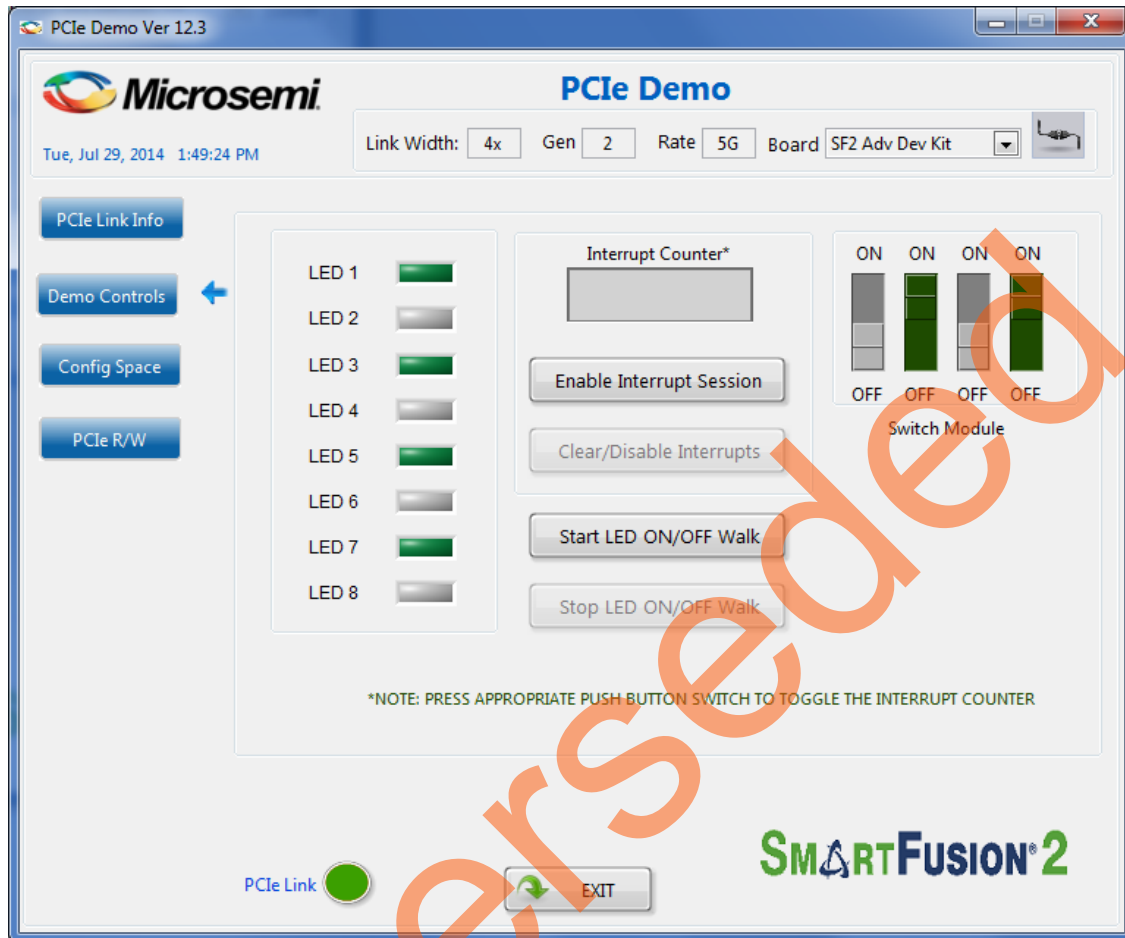 PCIe Demo Ver 12.3
Microsemi.
PCIe Demo
Tue, Jul 29, 2014 1:49:24 PM
Link Width: 4x Gen 2 Rate 5G Board SF2 Adv Dev Kit
PCIe Link Info
Demo Controls
Config Space
PCIe R/W
LED 1
LED 2
LED 3
LED 4
LED 5
LED 6
LED 7
LED 8
Interrupt Counter*
Enable Interrupt Session
Clear/Disable Interrupts
Start LED ON/OFF Walk
Stop LED ON/OFF Walk
ON ON ON ON
OFF OFF OFF OFF
Switch Module
*NOTE: PRESS APPROPRIATE PUSH BUTTON SWITCH TO TOGGLE THE INTERRUPT COUNTER
SMARTFUSION®2
PCIe Link
EXIT
erseded